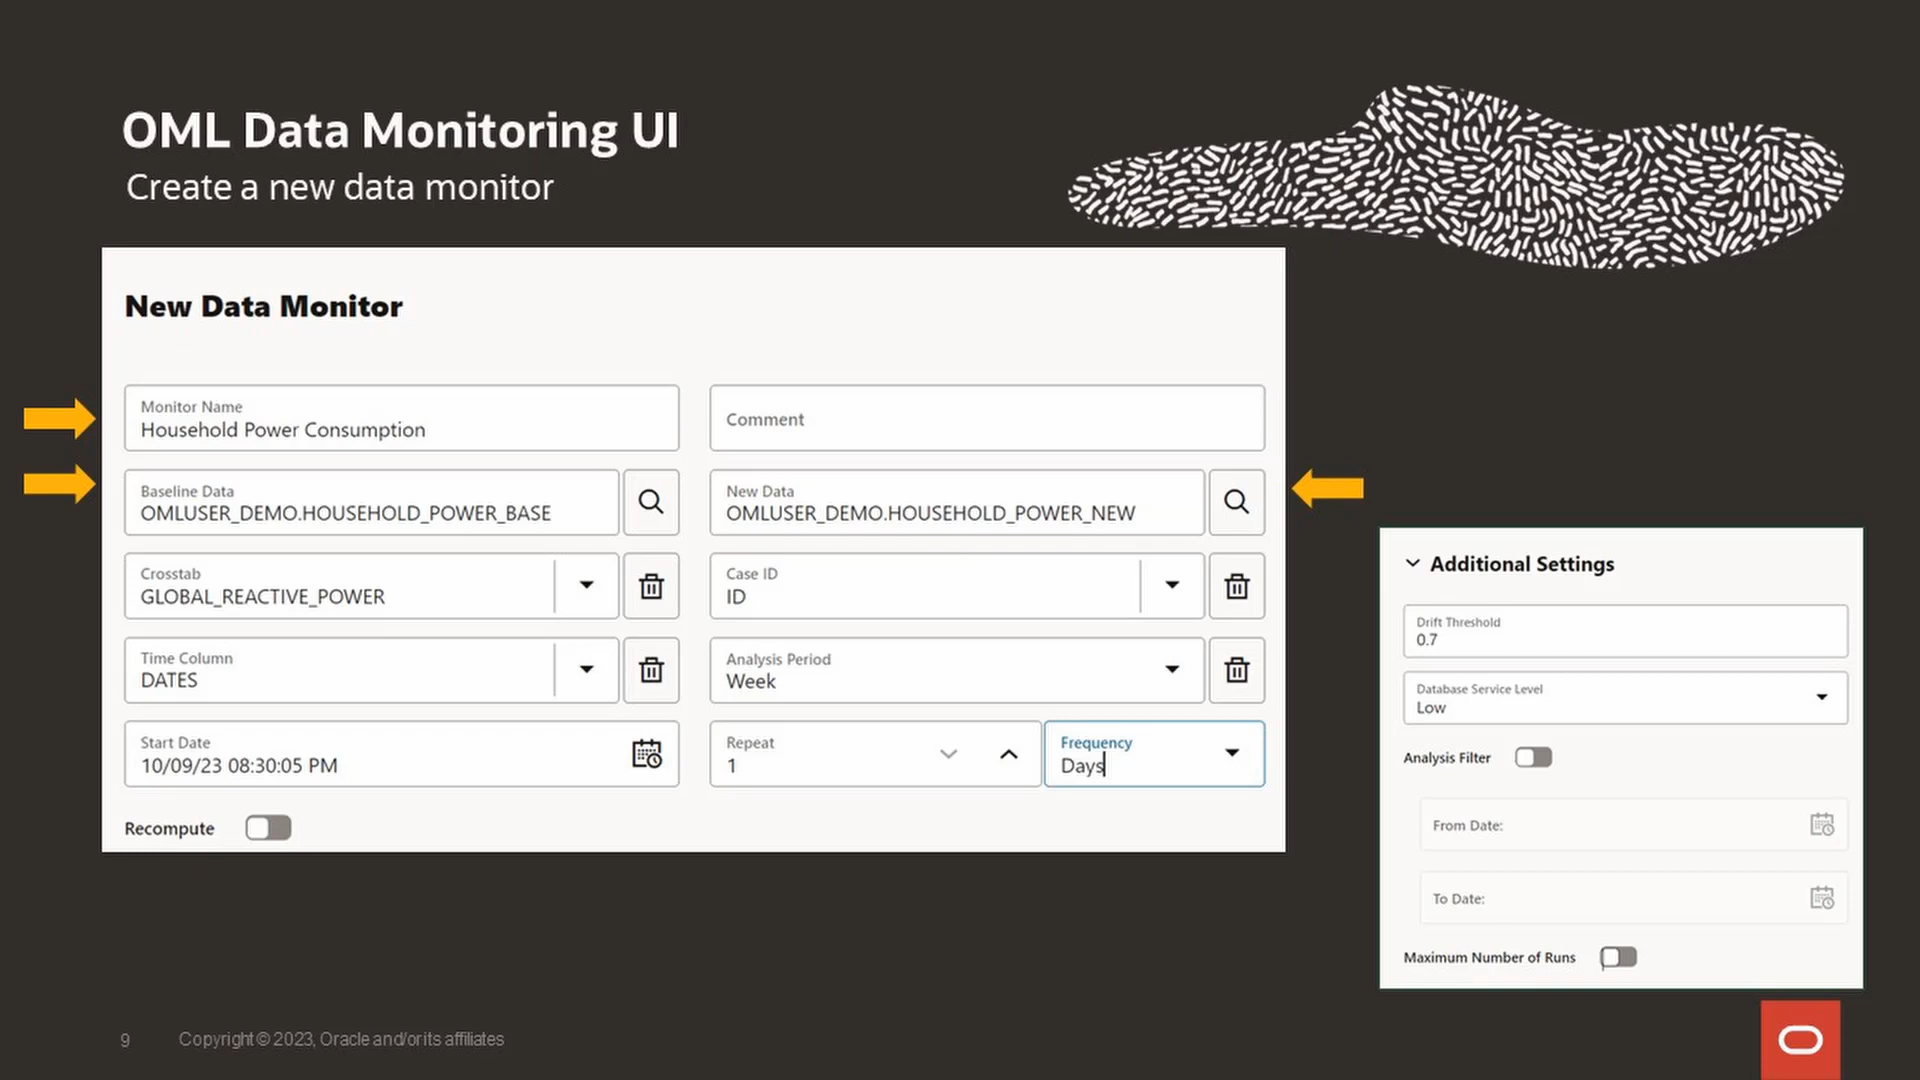 OML Data Monitoring UI
Create a new data monitor
New Data Monitor
Monitor Name
Household Power Consumption
Comment
Baseline Data
OMLUSER_DEMO.HOUSEHOLD_POWER_BASE
New Data
OMLUSER_DEMO.HOUSEHOLD_POWER_NEW
Crosstab
GLOBAL_REACTIVE_POWER
Case ID
ID
Time Column
DATES
Analysis Period
Week
Start Date
10/09/23 08:30:05 PM
Repeat
1
Frequency
Days
Recompute
Additional Settings
Drift Threshold
0.7
Database Service Level
Low
Analysis Filter
From Date:
To Date:
Maximum Number of Runs
9
Copyright © 2023, Oracle and/or its affiliates